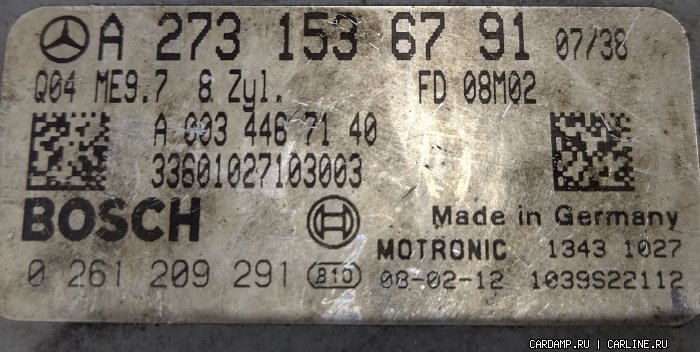 A 273 153 67 91 07/38
Q04 ME9.7 8 Zyl. FD 08M02
A 003 446 71 40
33601027103003
BOSCH Made in Germany
MOTRONIC 1343 1027
0 261 209 291 810 08-02-12 1039S22112
CARDAMP.RU | CARLINE.RU